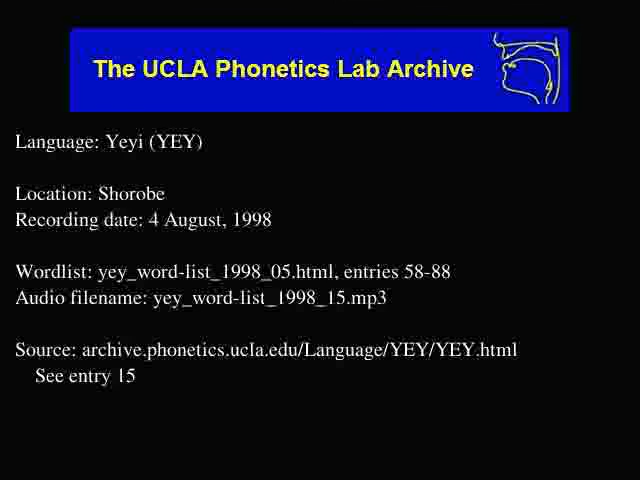 The UCLA Phonetics Lab Archive
Language: Yeyi (YEY)
Location: Shorobe
Recording date: 4 August, 1998
Wordlist: yey_word-list_1998_05.html, entries 58-88
Audio filename: yey_word-list_1998_15.mp3
Source: archive.phonetics.ucla.edu/Language/YEY/YEY.html
See entry 15